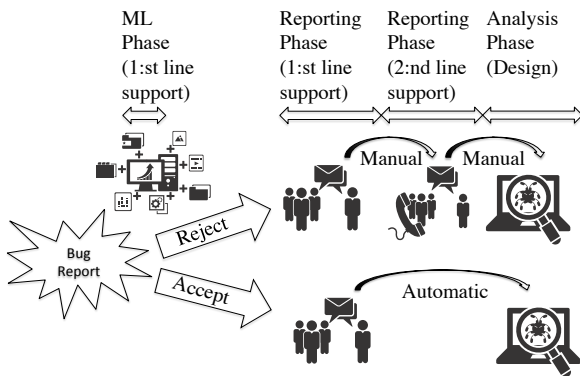 ML
Phase
(1:st line
support)
Reporting
Phase
(1:st line
support)
Reporting
Phase
(2:nd line
support)
Analysis
Phase
(Design)
Manual
Manual
Bug
Report
Reject
Accept
Automatic